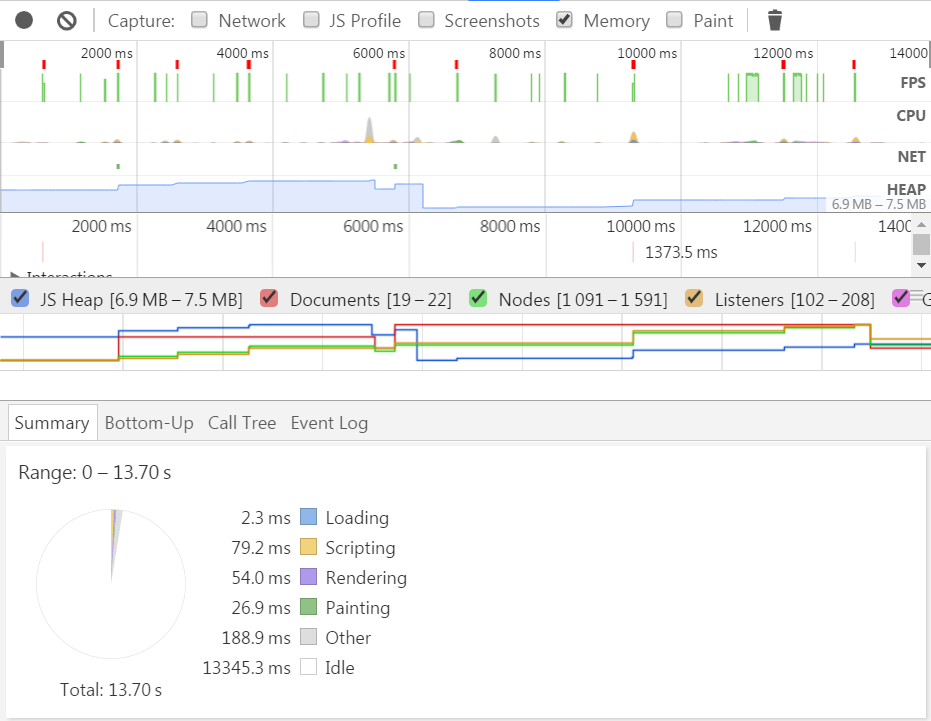 Capture: Network JS Profile Screenshots Memory Paint
2000 ms 4000 ms 6000 ms 8000 ms 10000 ms 12000 ms 14000
FPS
CPU
NET
HEAP
6.9 MB – 7.5 MB
2000 ms 4000 ms 6000 ms 8000 ms 10000 ms 12000 ms 1400
1373.5 ms
Interactions
JS Heap [6.9 MB – 7.5 MB] Documents [19 – 22] Nodes [1 091 – 1 591] Listeners [102 – 208]
Summary Bottom-Up Call Tree Event Log
Range: 0 – 13.70 s
2.3 ms Loading
79.2 ms Scripting
54.0 ms Rendering
26.9 ms Painting
188.9 ms Other
13345.3 ms Idle
Total: 13.70 s